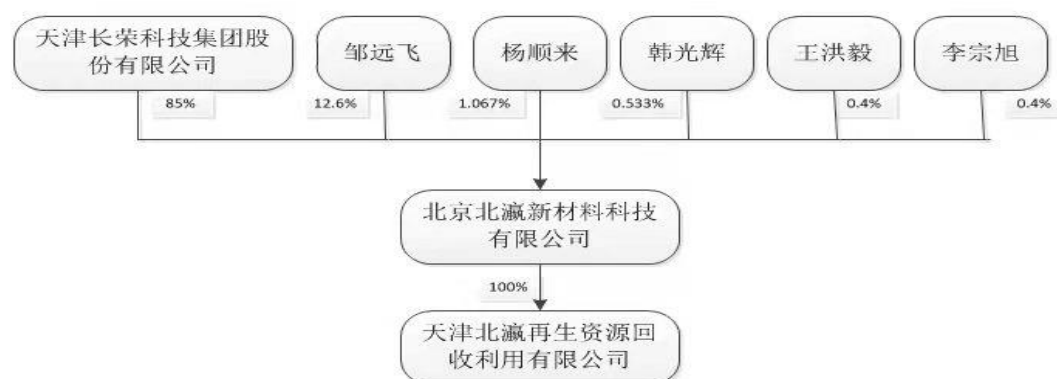 天津长荣科技集团股
份有限公司
邹远飞
杨顺来
韩光辉
王洪毅
李宗旭
85%
12.6%
1.067%
0.533%
0.4%
0.4%
北京北瀛新材料科技
有限公司
100%
天津北瀛再生资源回
收利用有限公司